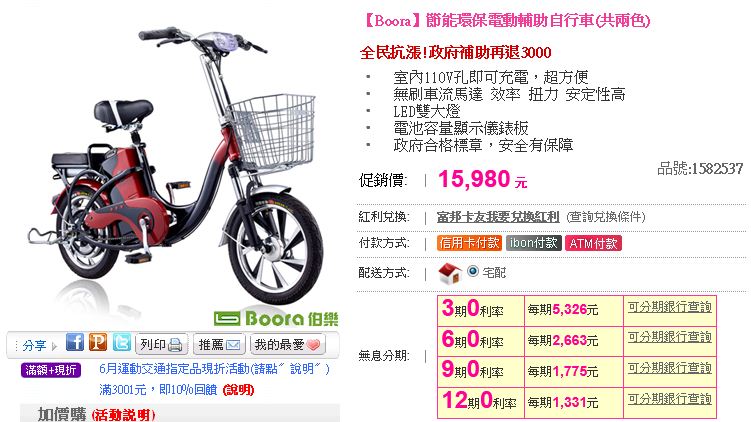 【Boora】節能環保電動輔助自行車(共兩色)
全民抗漲!政府補助再退3000
‧ 室內110V孔即可充電，超方便
‧ 無刷車流馬達 效率 扭力 安定性高
‧ LED雙大燈
‧ 電池容量顯示儀錶板
‧ 政府合格標章，安全有保障
品號:1582537
促銷價: | 15,980 元
紅利兌換: | 富邦卡友我要兌換紅利 (查詢兌換條件)
付款方式: | 信用卡付款 ibon付款 ATM付款
配送方式: | 宅配
無息分期: |
3期0利率 每期5,326元 可分期銀行查詢
6期0利率 每期2,663元 可分期銀行查詢
9期0利率 每期1,775元 可分期銀行查詢
12期0利率 每期1,331元 可分期銀行查詢
Boora 伯樂
分享 f P t 列印 推薦 我的最愛
滿額+現折 6月運動交通指定品現折活動(請點〞說明〞)
滿3001元，即10%回饋 (說明)
加價購 (活動說明)